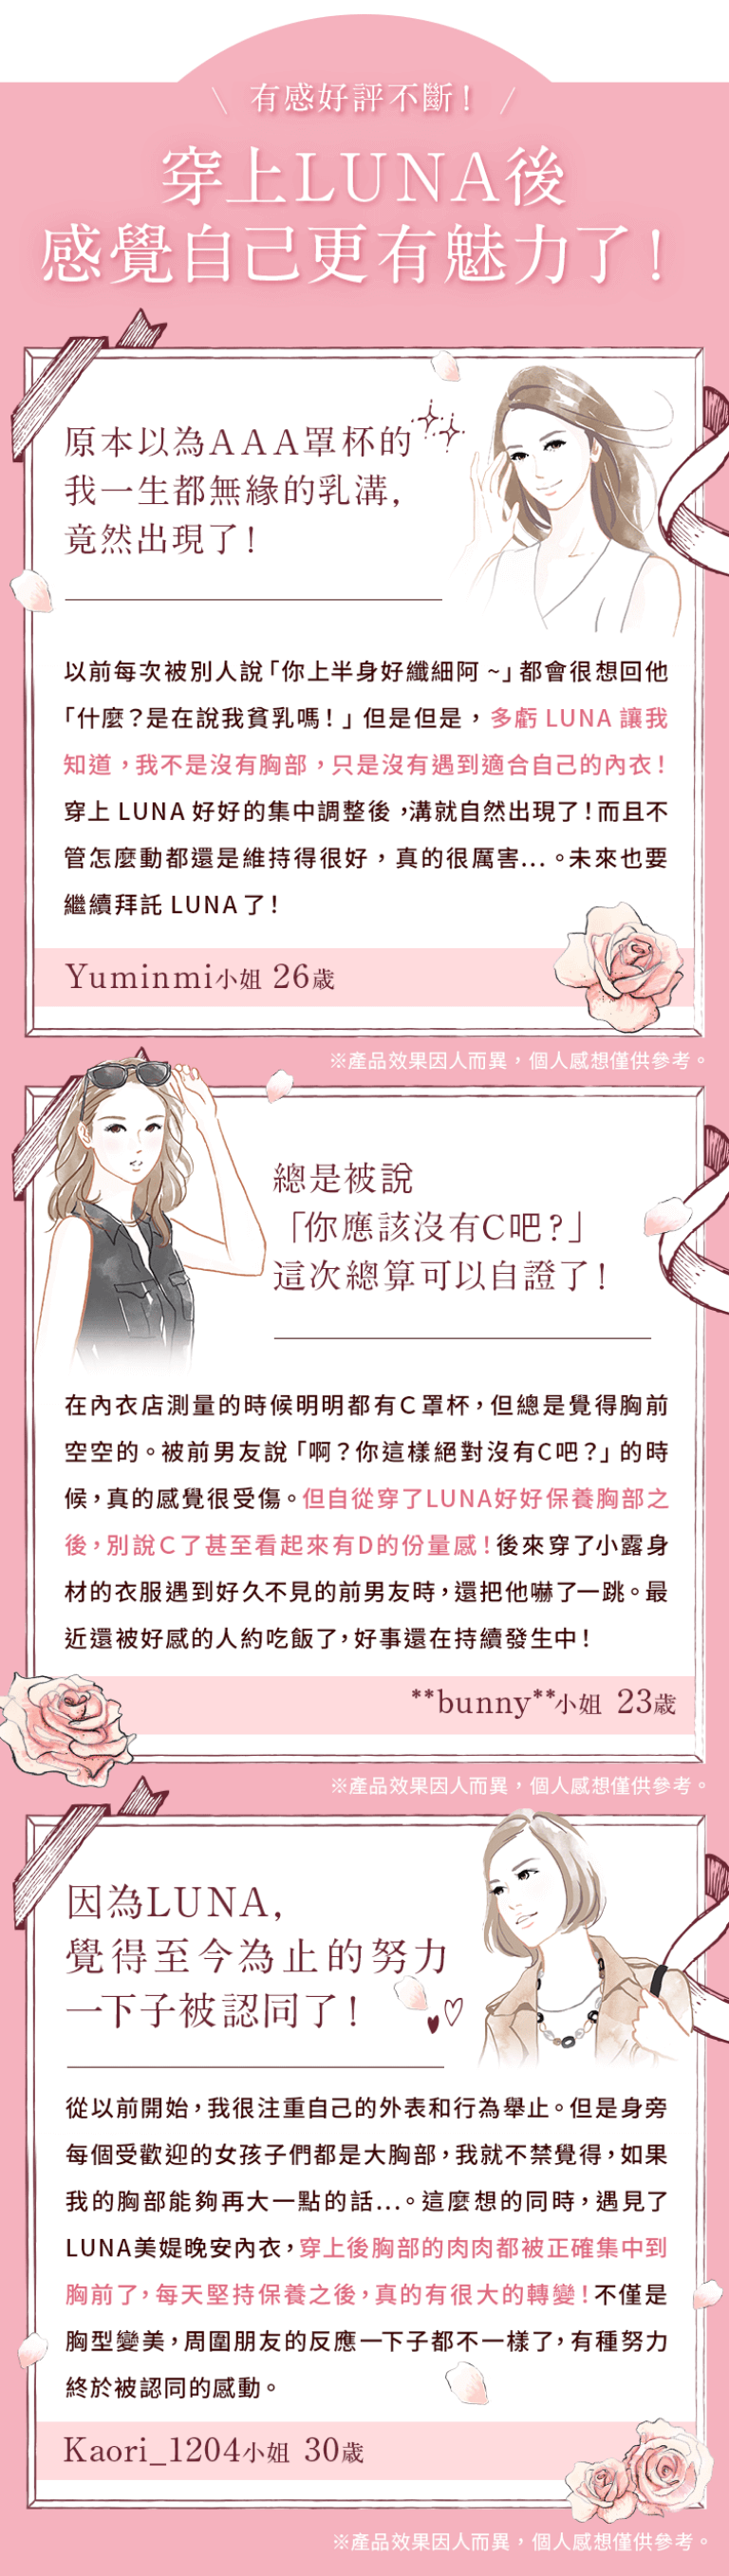 有感好評不斷!
穿上LUNA後
感覺自己更有魅力了!
原本以為AAA罩杯的
我一生都無緣的乳溝,
竟然出現了!
以前每次被別人說「你上半身好纖細阿 ~」都會很想回他
「什麼?是在說我貧乳嗎!」但是但是,多虧 LUNA 讓我
知道,我不是沒有胸部,只是沒有遇到適合自己的內衣!
穿上 LUNA 好好的集中調整後,溝就自然出現了!而且不
管怎麼動都還是維持得很好,真的很厲害...。未來也要
繼續拜託 LUNA了!
Yuminmi小姐 26歲
※產品效果因人而異,個人感想僅供參考。
總是被說
「你應該沒有C吧?」
這次總算可以自證了!
在內衣店測量的時候明明都有C罩杯,但總是覺得胸前
空空的。被前男友說「啊?你這樣絕對沒有C吧?」的時
候,真的感覺很受傷。但自從穿了LUNA好好保養胸部之
後,別說C了甚至看起來有D的份量感!後來穿了小露身
材的衣服遇到好久不見的前男友時,還把他嚇了一跳。最
近還被好感的人約吃飯了,好事還在持續發生中!
**bunny**小姐 23歲
※產品效果因人而異,個人感想僅供參考。
因為LUNA,
覺得至今為止的努力
一下子被認同了!
從以前開始,我很注重自己的外表和行為舉止。但是身旁
每個受歡迎的女孩子們都是大胸部,我就不禁覺得,如果
我的胸部能夠再大一點的話...。這麼想的同時,遇見了
LUNA美媞晚安內衣,穿上後胸部的肉肉都被正確集中到
胸前了,每天堅持保養之後,真的有很大的轉變!不僅是
胸型變美,周圍朋友的反應一下子都不一樣了,有種努力
終於被認同的感動。
Kaori_1204小姐 30歲
※產品效果因人而異,個人感想僅供參考。